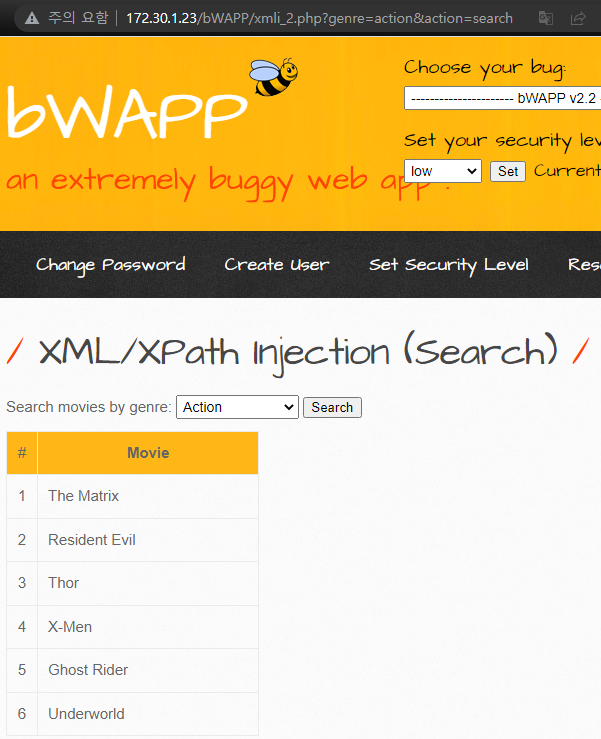 주의 요함 | 172.30.1.23/bWAPP/xmli_2.php?genre=action&action=search
bWAPP
an extremely buggy web app !
Choose your bug:
---------------------- bWAPP v2.2
Set your security lev
low Set Current
Change Password Create User Set Security Level Res
/ XML/XPath Injection (Search) /
Search movies by genre: Action Search
# Movie
1 The Matrix
2 Resident Evil
3 Thor
4 X-Men
5 Ghost Rider
6 Underworld